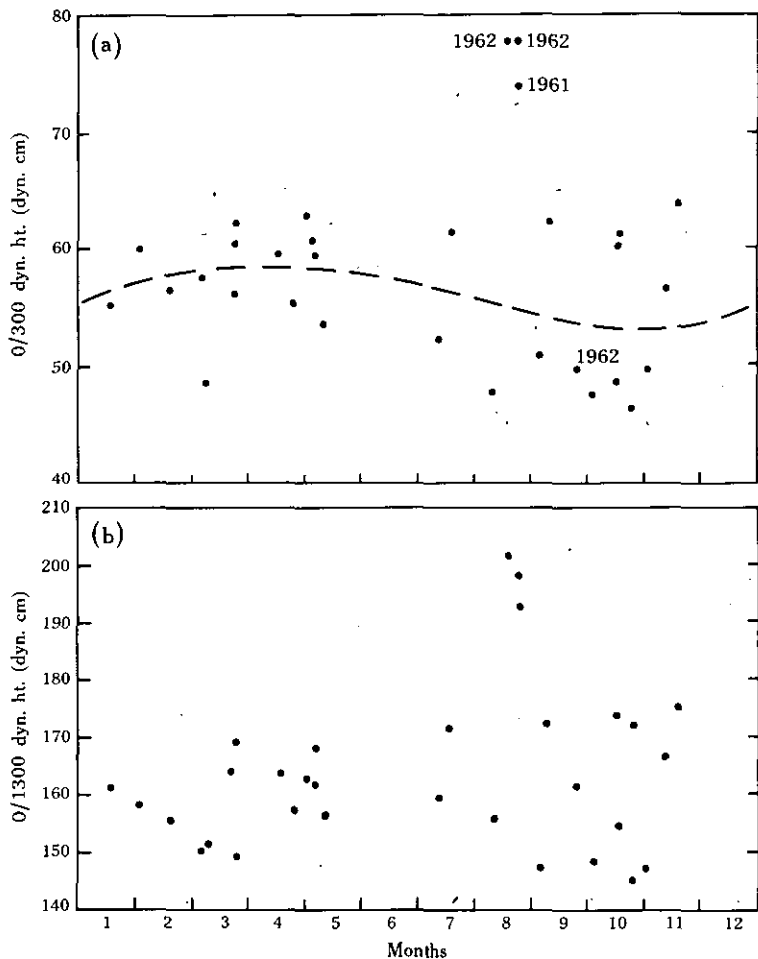 (a)
80
70
60
50
40
0/300 dyn. ht. (dyn. cm)
1962 1962
1961
1962
(b)
210
200
190
180
170
160
150
140
0/1300 dyn. ht. (dyn. cm)
1 2 3 4 5 6 7 8 9 10 11 12
Months